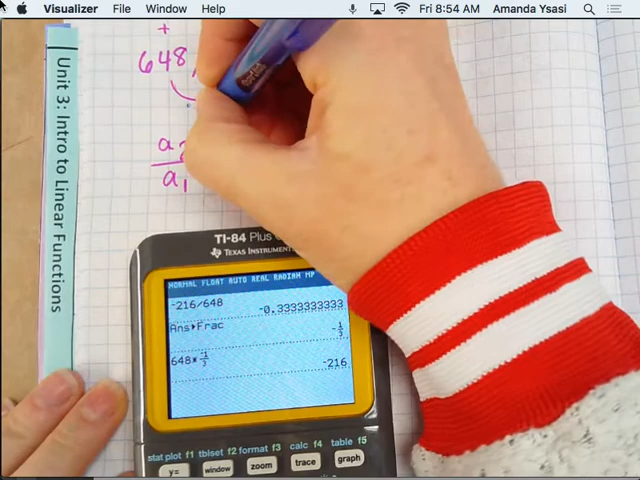 Visualizer File Window Help Fri 8:54 AM Amanda Ysasi
+
648,
a2
a1
Unit 3: Intro to Linear Functions
TI-84 Plus
TEXAS INSTRUMENTS
NORMAL FLOAT AUTO REAL RADIAN MP
-216/648
-0.3333333333
Ans▸Frac
-1/3
648*-1/3
-216
stat plot f1 tblset f2 format f3 calc f4 table f5
y= window zoom trace graph